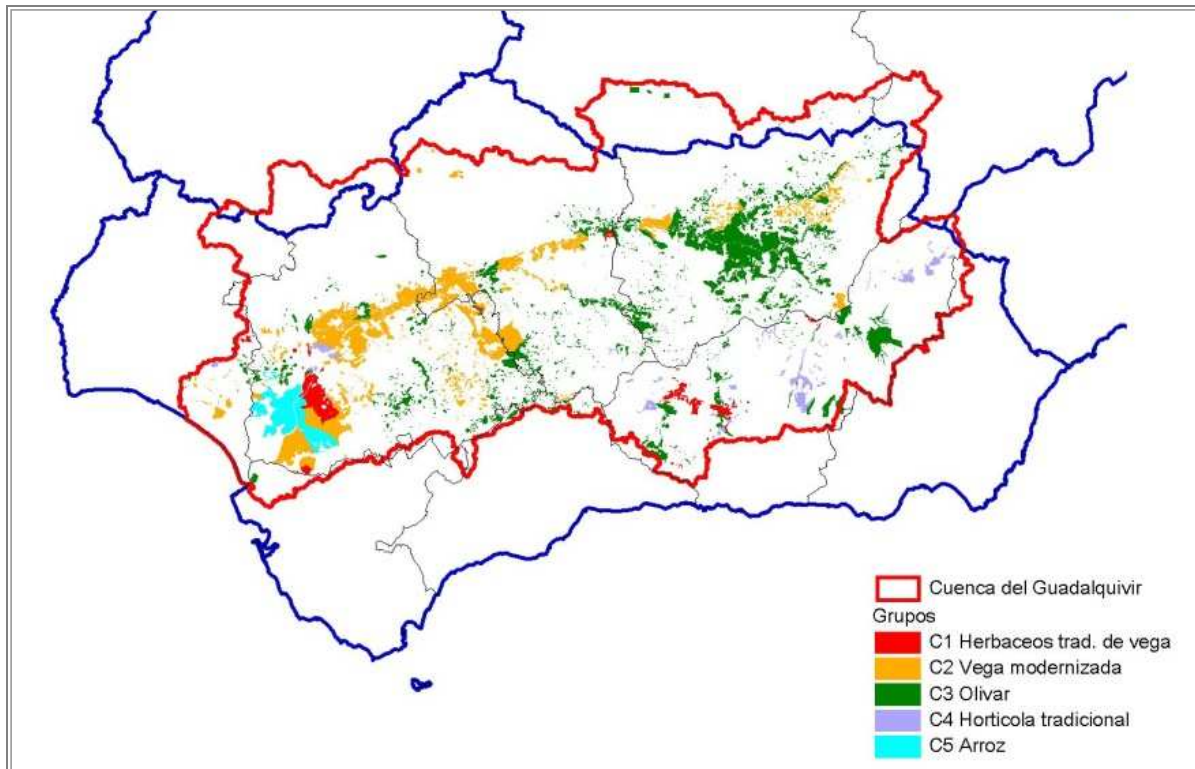 Cuenca del Guadalquivir
Grupos
C1 Herbaceos trad. de vega
C2 Vega modernizada
C3 Olivar
C4 Horticola tradicional
C5 Arroz